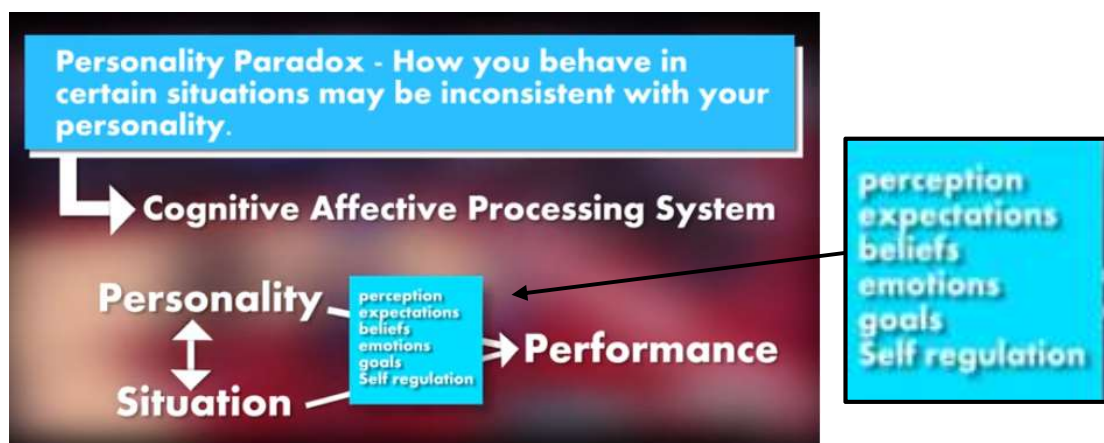 Personality Paradox - How you behave in
certain situations may be inconsistent with your
personality.
Cognitive Affective Processing System
Personality
Situation
perception
expectations
beliefs
emotions
goals
Self regulation
Performance
perception
expectations
beliefs
emotions
goals
Self regulation